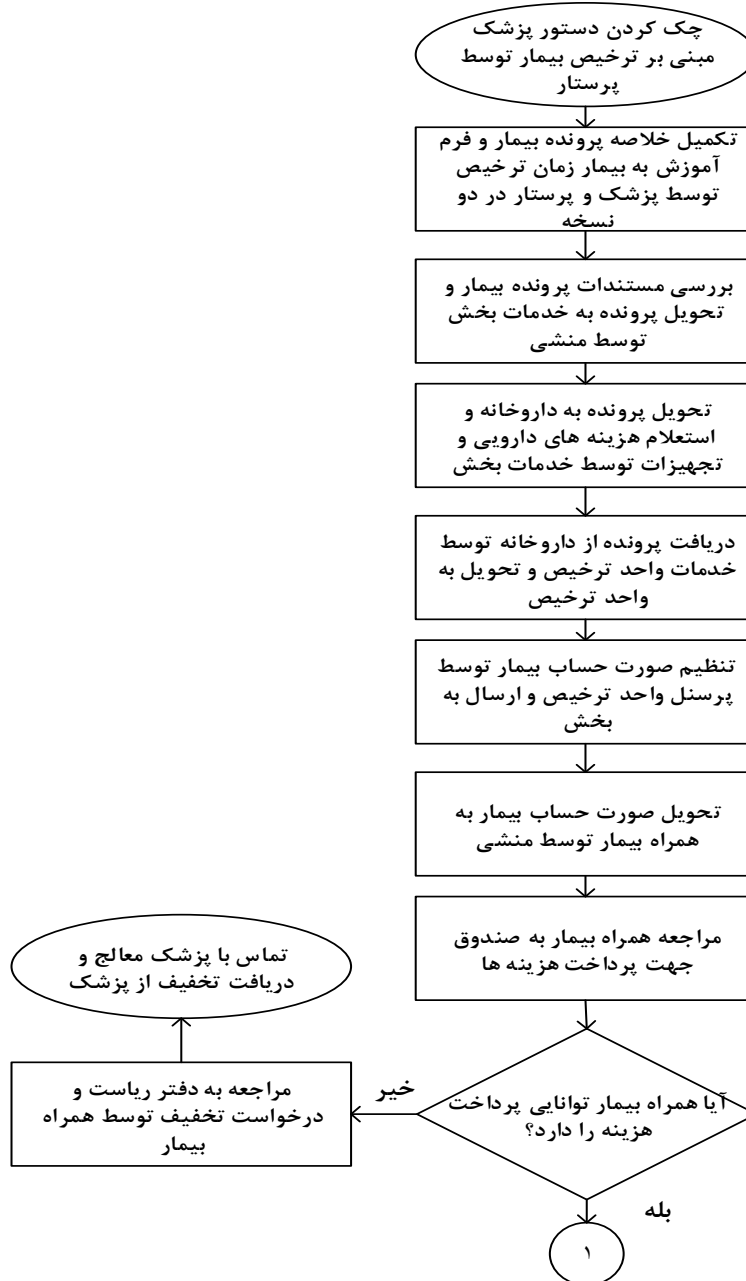 چک کردن دستور پزشک
مبنی بر ترخیص بیمار توسط
پرستار
تکمیل خلاصه پرونده بیمار و فرم
آموزش به بیمار زمان ترخیص
توسط پزشک و پرستار در دو
نسخه
بررسی مستندات پرونده بیمار و
تحویل پرونده به خدمات بخش
توسط منشی
تحویل پرونده به داروخانه و
استعلام هزینه های دارویی و
تجهیزات توسط خدمات بخش
دریافت پرونده از داروخانه توسط
خدمات واحد ترخیص و تحویل به
واحد ترخیص
تنظیم صورت حساب بیمار توسط
پرسنل واحد ترخیص و ارسال به
بخش
تحویل صورت حساب بیمار به
همراه بیمار توسط منشی
مراجعه همراه بیمار به صندوق
جهت پرداخت هزینه ها
آیا همراه بیمار توانایی پرداخت
هزینه را دارد؟
خیر
مراجعه به دفتر ریاست و
درخواست تخفیف توسط همراه
بیمار
تماس با پزشک معالج و
دریافت تخفیف از پزشک
بله
۱